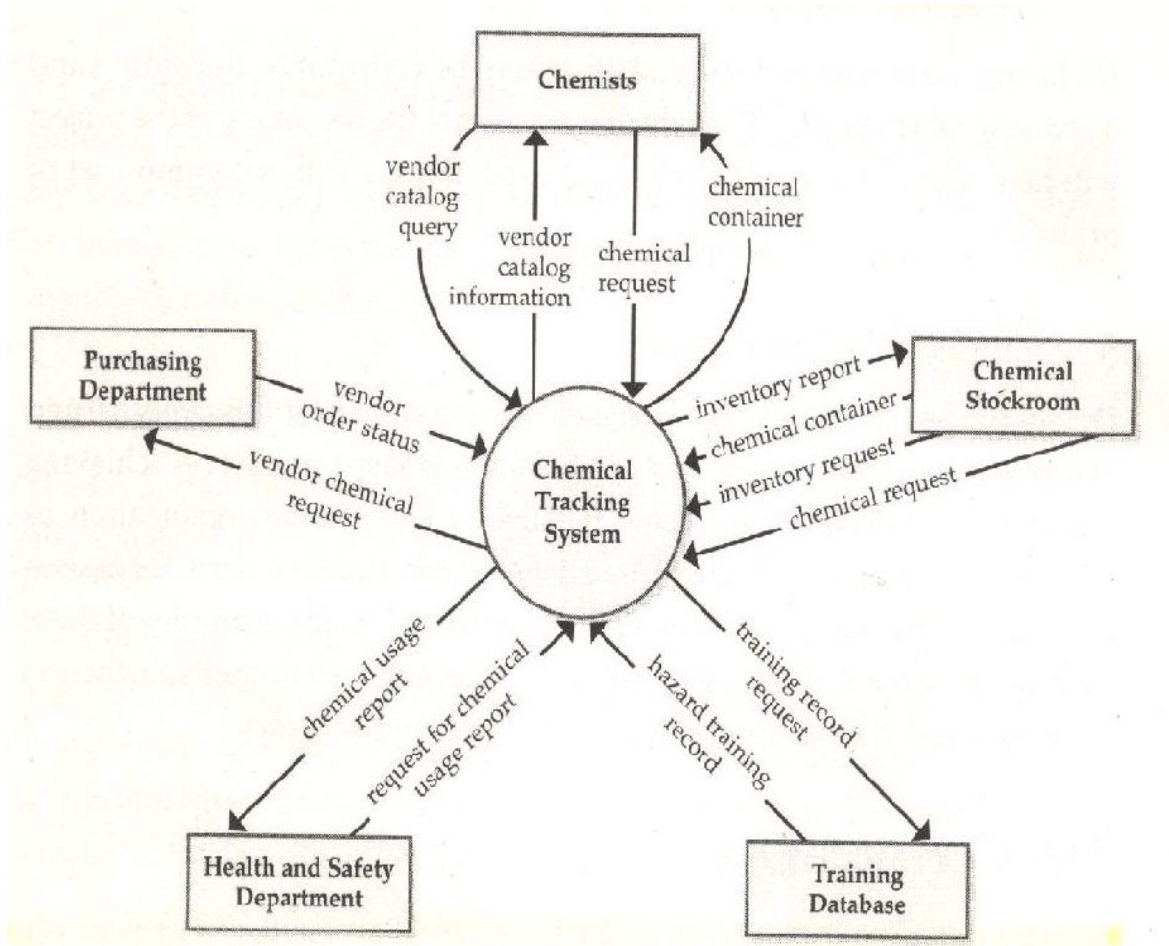 Chemists
vendor
catalog
query
vendor
catalog
information
chemical
request
chemical
container
Purchasing
Department
vendor
order status
vendor chemical
request
Chemical
Tracking
System
inventory report
chemical container
inventory request
chemical request
Chemical
Stockroom
chemical usage
report
request for chemical
usage report
hazard training
record
training record
request
Health and Safety
Department
Training
Database